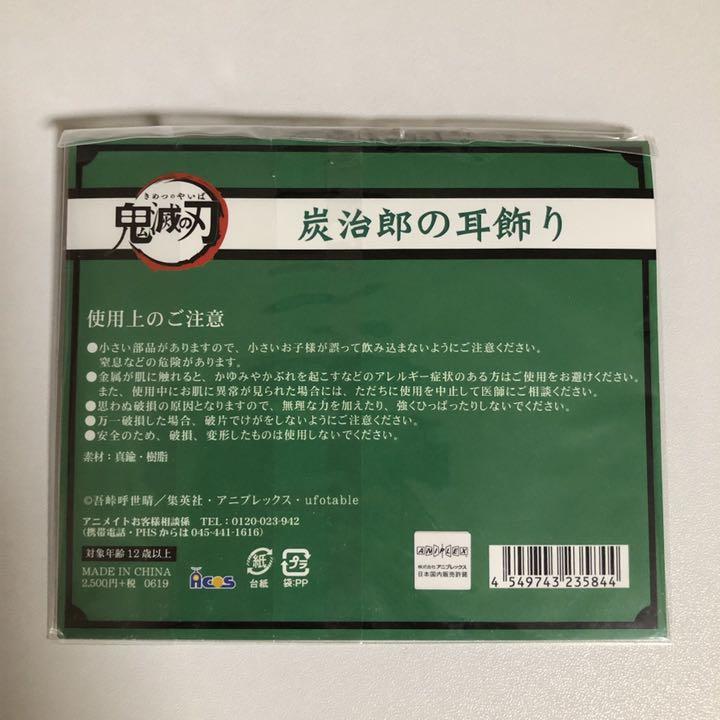 きめつのやいば
鬼滅の刃
炭治郎の耳飾り
使用上のご注意
●小さい部品がありますので、小さいお子様が誤って飲み込まないようにご注意ください。
窒息などの危険があります。
●金属が肌に触れると、かゆみやかぶれを起こすなどのアレルギー症状のある方はご使用をお避けください。
また、使用中にお肌に異常が見られた場合には、ただちに使用を中止して医師にご相談ください。
●思わぬ破損の原因となりますので、無理な力を加えたり、強くひっぱったりしないでください。
●万一破損した場合、破片でけがをしないようにご注意ください。
●安全のため、破損、変形したものは使用しないでください。
素材：真鍮・樹脂
©吾峠呼世晴／集英社・アニプレックス・ufotable
アニメイトお客様相談係 TEL：0120-023-942
(携帯電話・PHSからは 045-441-1616)
対象年齢12歳以上
MADE IN CHINA
2,500円+税 0619
ACOS
紙
台紙
プラ
袋:PP
ANIPLEX
株式会社アニプレックス
日本国内販売許諾
4 549743 235844